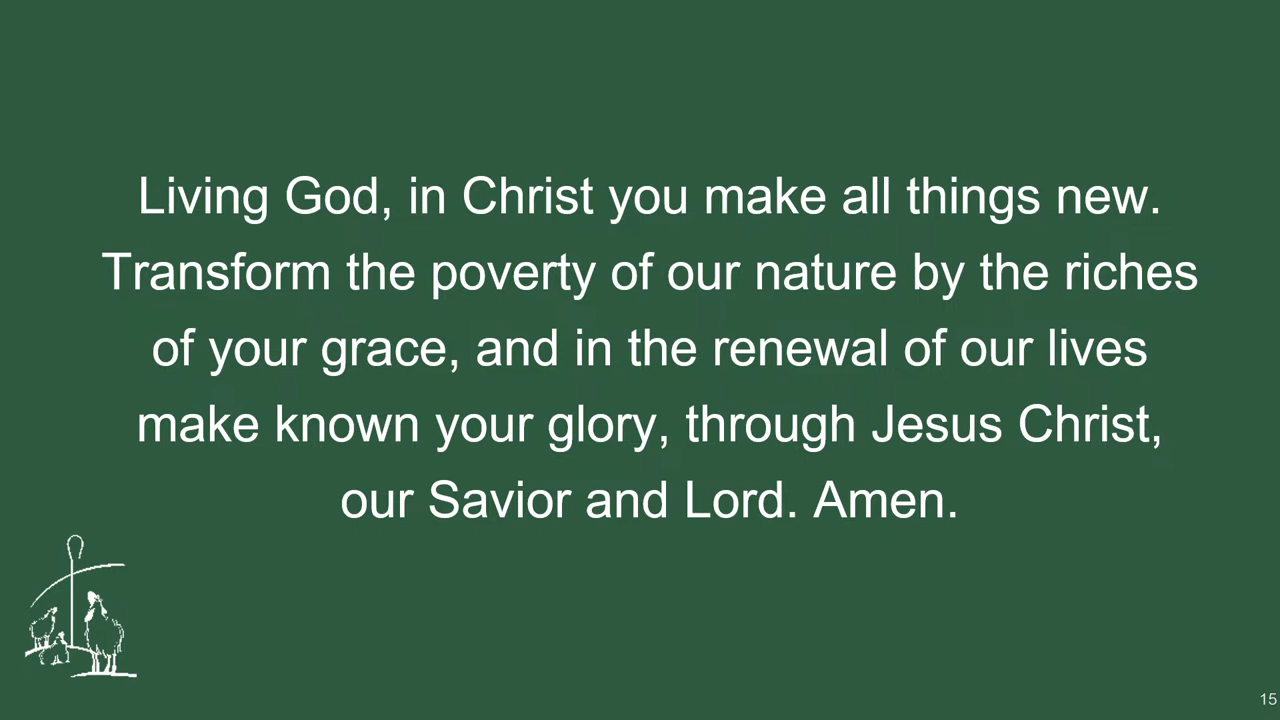 Living God, in Christ you make all things new.
Transform the poverty of our nature by the riches
of your grace, and in the renewal of our lives
make known your glory, through Jesus Christ,
our Savior and Lord. Amen.
15